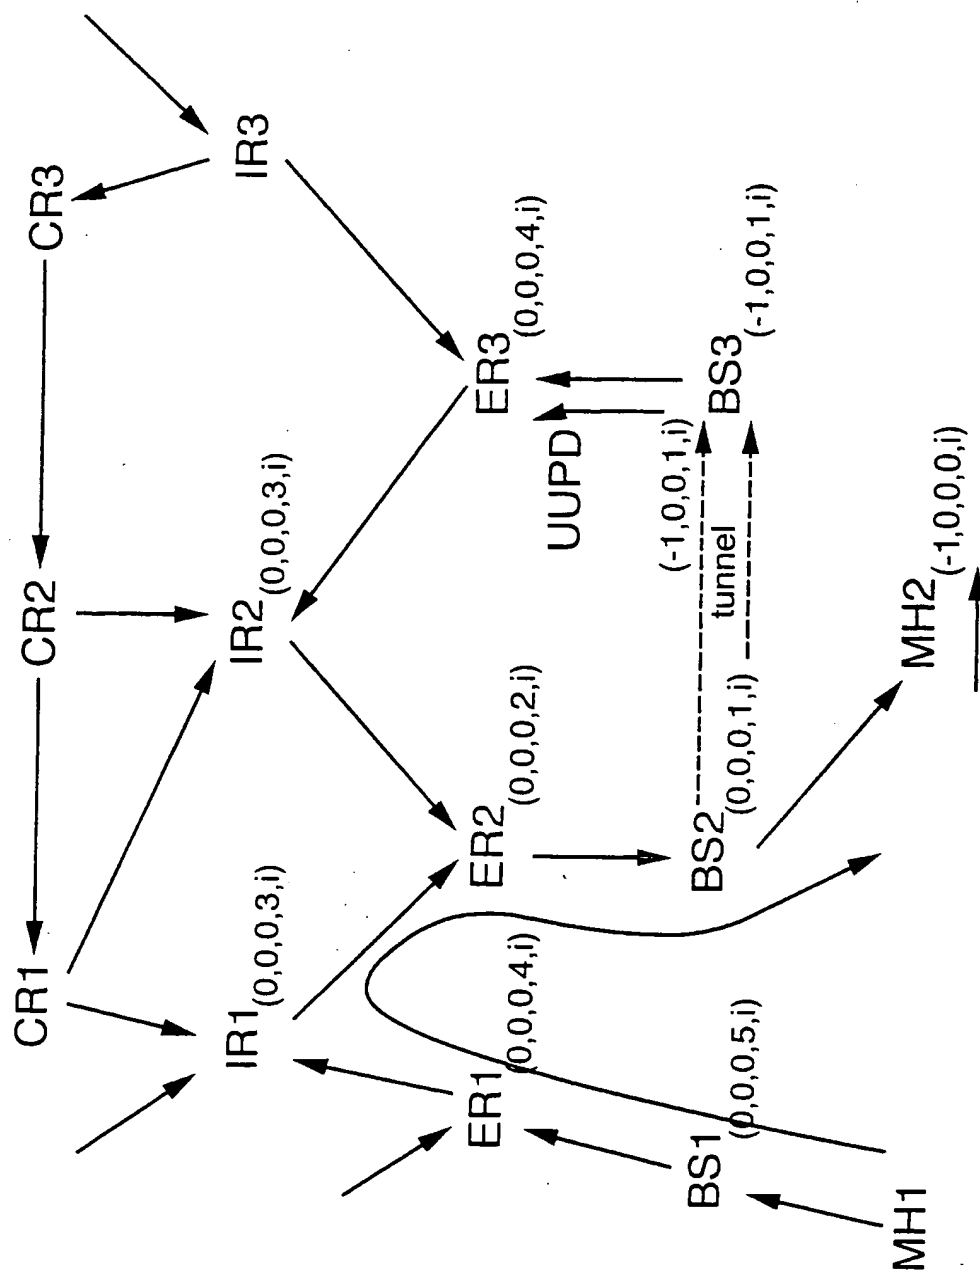 CR1
CR2
CR3
IR1(0,0,0,3,i)
IR2(0,0,0,3,i)
IR3
ER1(0,0,0,4,i)
ER2(0,0,0,2,i)
ER3(0,0,0,4,i)
UUPD
(-1,0,0,1,i)
tunnel
BS1(0,0,0,5,i)
BS2(0,0,0,1,i)
BS3(-1,0,0,1,i)
MH1
MH2(-1,0,0,0,i)